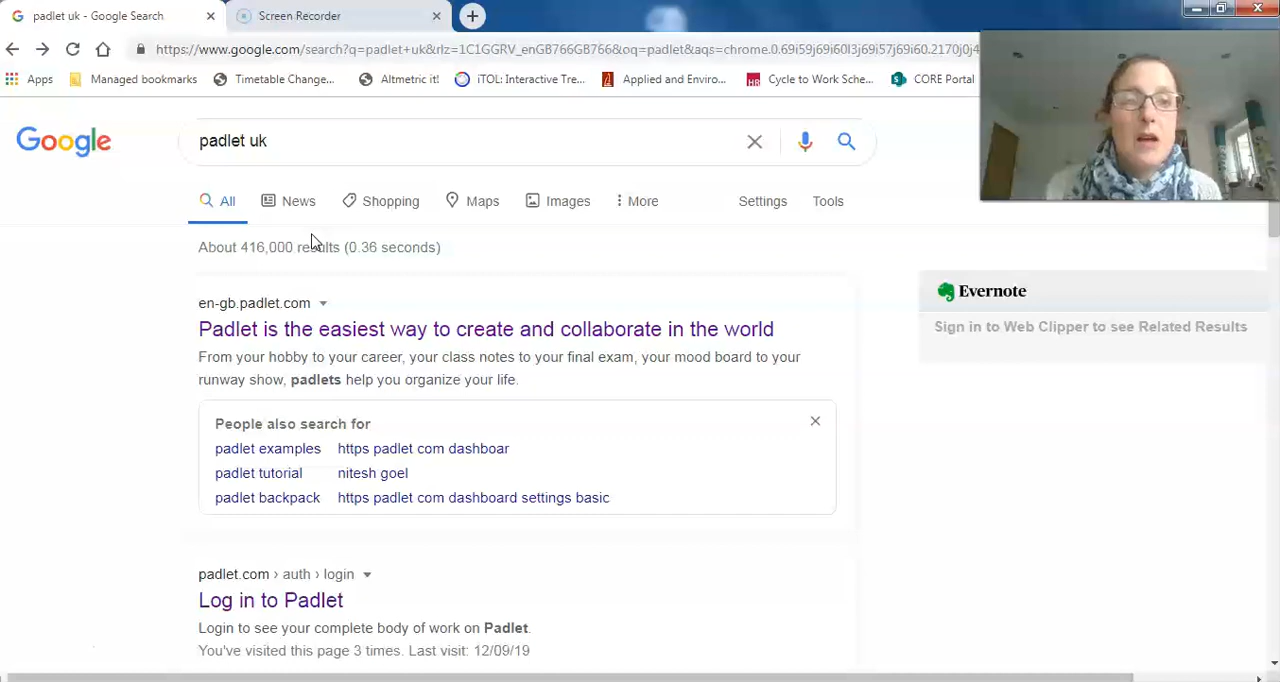 padlet uk - Google Search
Screen Recorder
https://www.google.com/search?q=padlet+uk&rlz=1C1GGRV_enGB766GB766&oq=padlet&aqs=chrome.0.69i59j69i60l3j69i57j69i60.2170j0j4
Apps Managed bookmarks Timetable Change... Altmetric it! iTOL: Interactive Tre... Applied and Enviro... HR Cycle to Work Sche... CORE Portal
Google
padlet uk
All News Shopping Maps Images More Settings Tools
About 416,000 results (0.36 seconds)
en-gb.padlet.com
Padlet is the easiest way to create and collaborate in the world
From your hobby to your career, your class notes to your final exam, your mood board to your
runway show, padlets help you organize your life.
People also search for
padlet examples https padlet com dashboar
padlet tutorial nitesh goel
padlet backpack https padlet com dashboard settings basic
Evernote
Sign in to Web Clipper to see Related Results
padlet.com › auth › login
Log in to Padlet
Login to see your complete body of work on Padlet.
You've visited this page 3 times. Last visit: 12/09/19